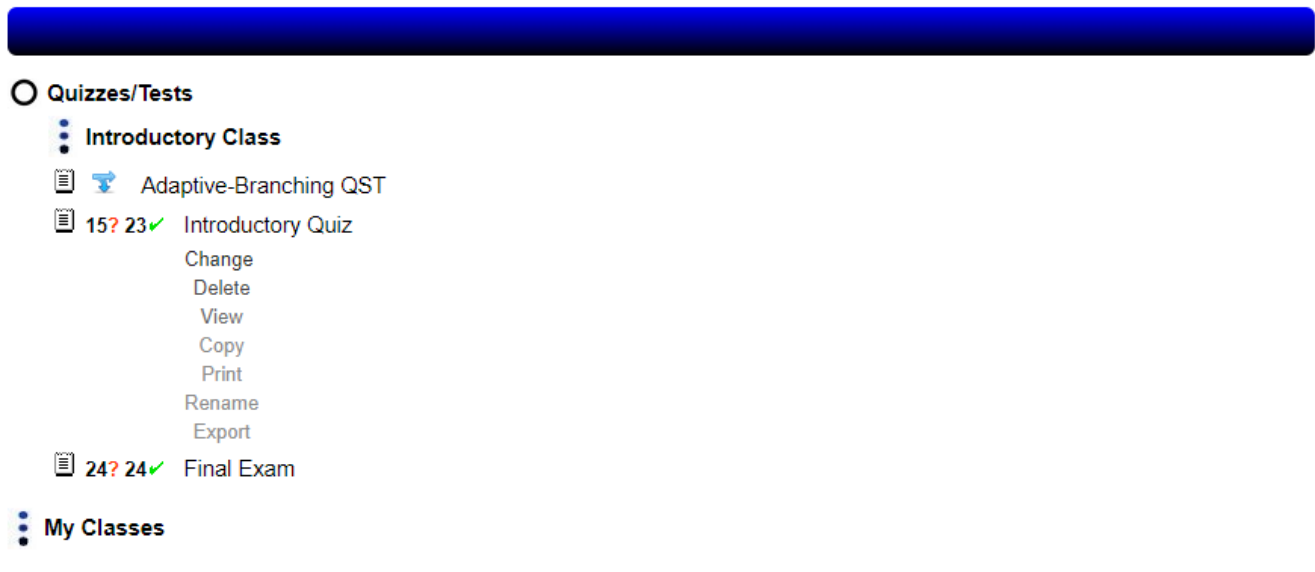 Quizzes/Tests
Introductory Class
Adaptive-Branching QST
15? 23✔ Introductory Quiz
Change
Delete
View
Copy
Print
Rename
Export
24? 24✔ Final Exam
My Classes